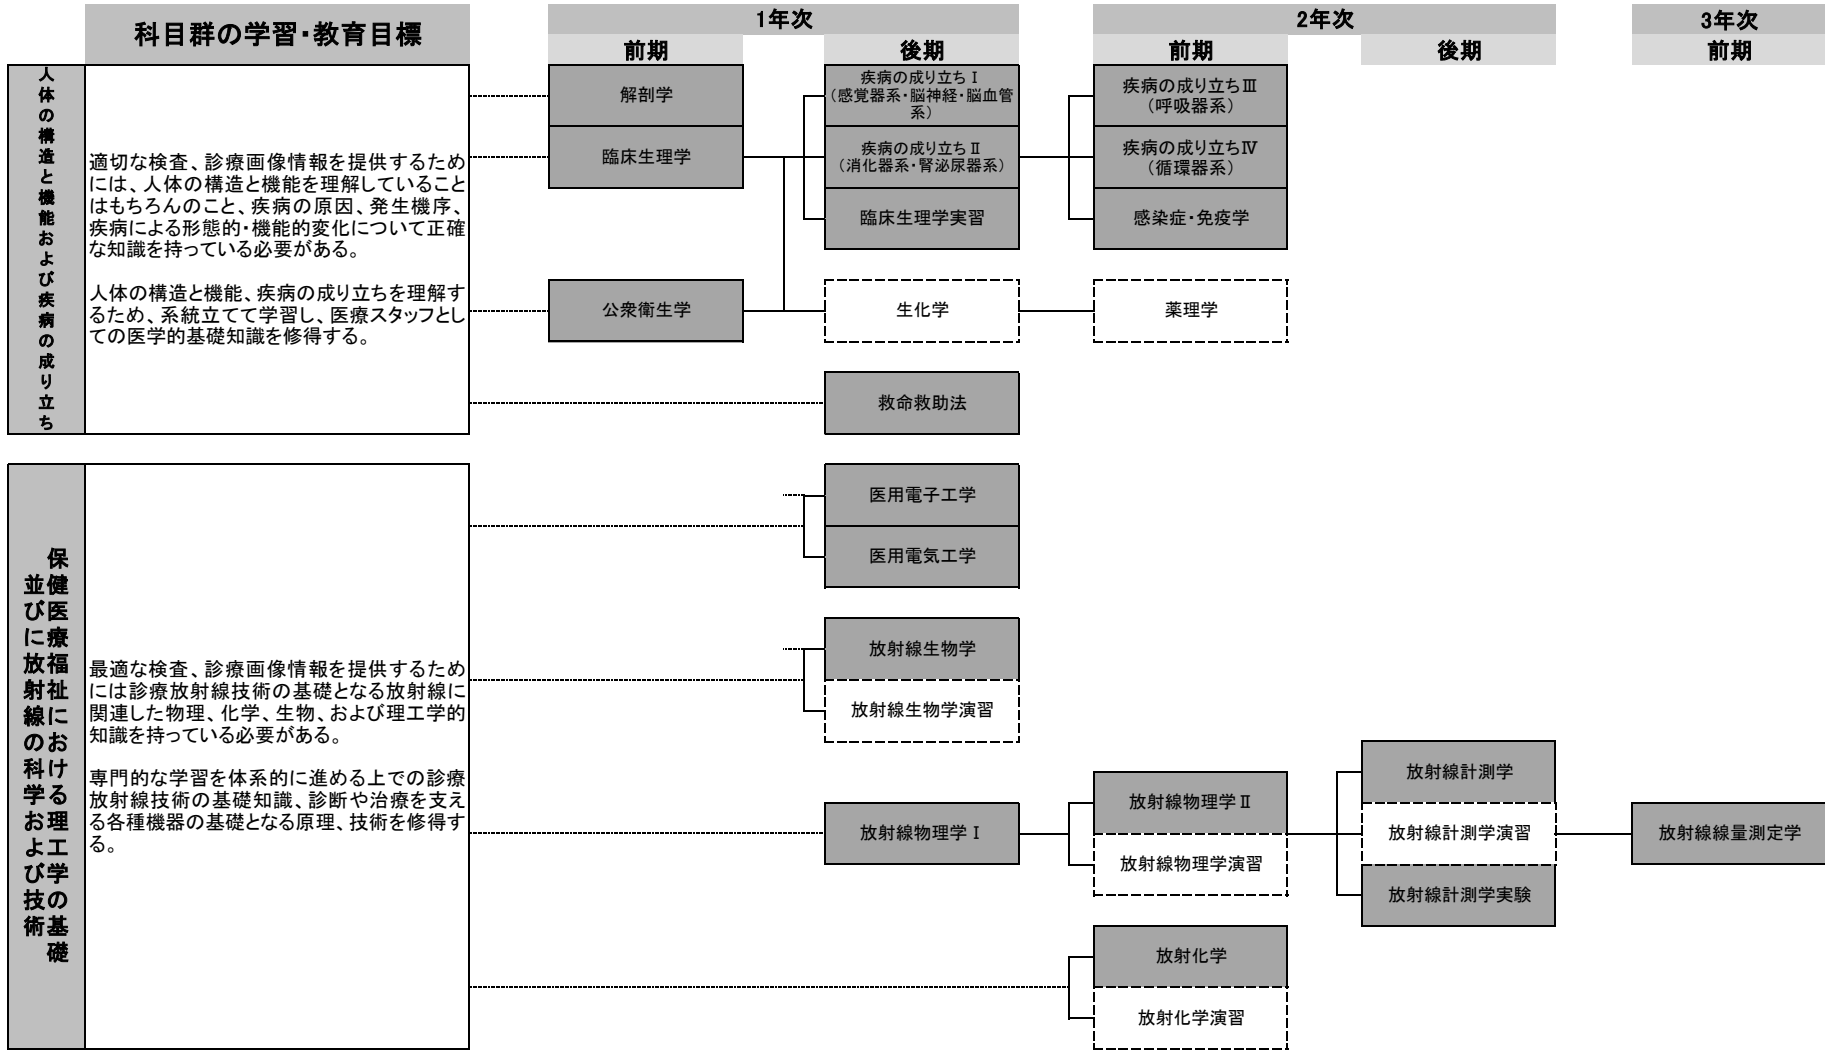 科目群の学習・教育目標
1年次
2年次
3年次
前期
後期
前期
後期
前期
人体の構造と機能および疾病の成り立ち
適切な検査、診療画像情報を提供するため
には、人体の構造と機能を理解していること
はもちろんのこと、疾病の原因、発生機序、
疾病による形態的・機能的変化について正確
な知識を持っている必要がある。
人体の構造と機能、疾病の成り立ちを理解す
るため、系統立てて学習し、医療スタッフとし
ての医学的基礎知識を修得する。
解剖学
疾病の成り立ちⅠ
（感覚器系・脳神経・脳血管
系）
疾病の成り立ちⅢ
（呼吸器系）
臨床生理学
疾病の成り立ちⅡ
（消化器系・腎泌尿器系）
疾病の成り立ちⅣ
（循環器系）
臨床生理学実習
感染症・免疫学
公衆衛生学
生化学
薬理学
救命救助法
保健医療福祉における理工学の基礎
並びに放射線の科学および技術
最適な検査、診療画像情報を提供するため
には診療放射線技術の基礎となる放射線に
関連した物理、化学、生物、および理工学的
知識を持っている必要がある。
専門的な学習を体系的に進める上での診療
放射線技術の基礎知識、診断や治療を支え
る各種機器の基礎となる原理、技術を修得す
る。
医用電子工学
医用電気工学
放射線生物学
放射線生物学演習
放射線物理学Ⅰ
放射線物理学Ⅱ
放射線物理学演習
放射線計測学
放射線計測学演習
放射線計測学実験
放射線線量測定学
放射化学
放射化学演習